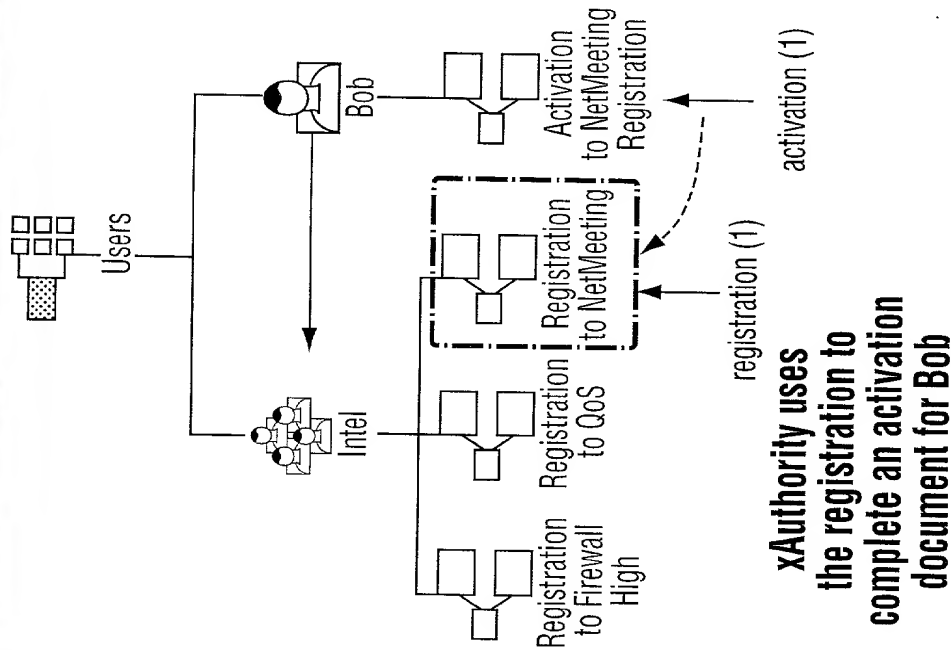 Users
Intel
Bob
Registration
to Firewall
High
Registration
to QoS
Registration
to NetMeeting
Activation
to NetMeeting
Registration
registration (1)
activation (1)
xAuthority uses
the registration to
complete an activation
document for Bob